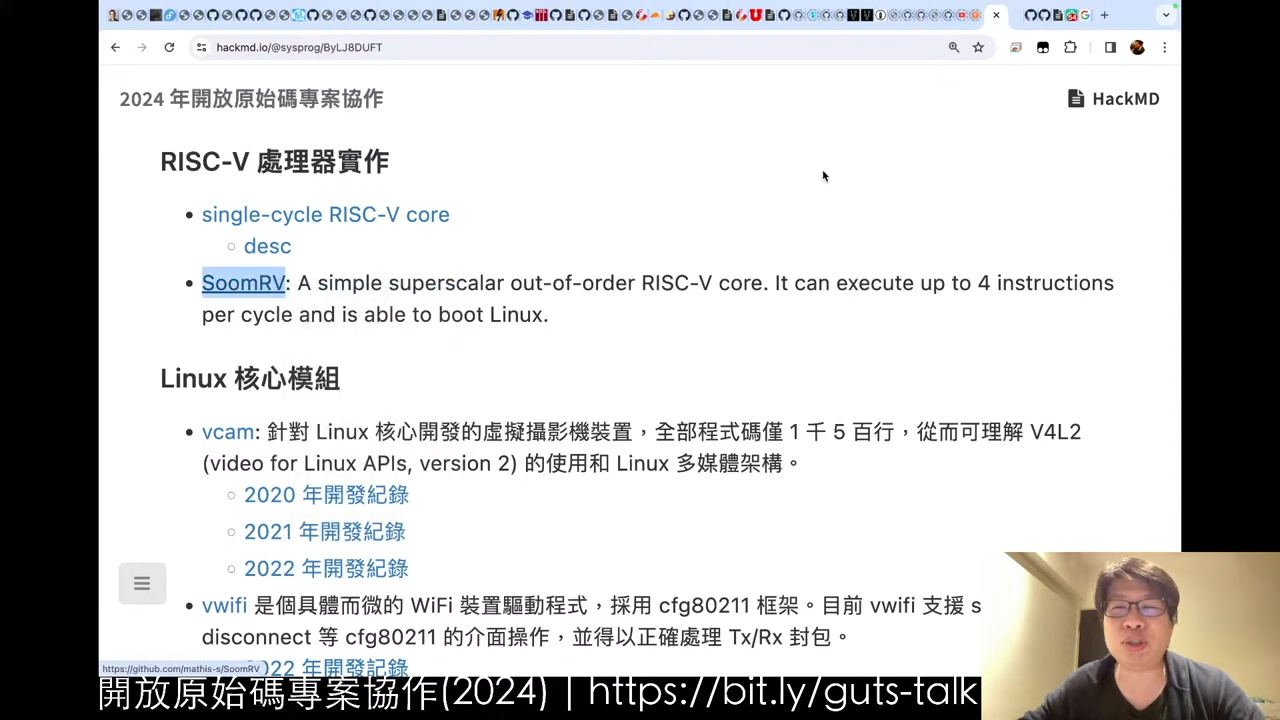 hackmd.io/@sysprog/ByLJ8DUFT
2024 年開放原始碼專案協作
HackMD
RISC-V 處理器實作
single-cycle RISC-V core
desc
SoomRV: A simple superscalar out-of-order RISC-V core. It can execute up to 4 instructions
per cycle and is able to boot Linux.
Linux 核心模組
vcam: 針對 Linux 核心開發的虛擬攝影機裝置，全部程式碼僅 1 千 5 百行，從而可理解 V4L2
(video for Linux APIs, version 2) 的使用和 Linux 多媒體架構。
2020 年開發紀錄
2021 年開發紀錄
2022 年開發紀錄
vwifi 是個具體而微的 WiFi 裝置驅動程式，採用 cfg80211 框架。目前 vwifi 支援 s
disconnect 等 cfg80211 的介面操作，並得以正確處理 Tx/Rx 封包。
https://github.com/mathis-s/SoomRV
022 年開發記錄
開放原始碼專案協作(2024) | https://bit.ly/guts-talk